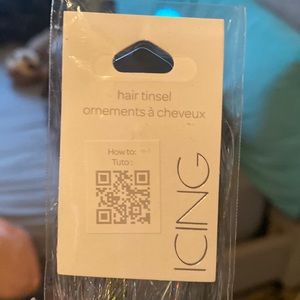 hair tinsel
ornements à cheveux
How to:
Tuto :
ICING